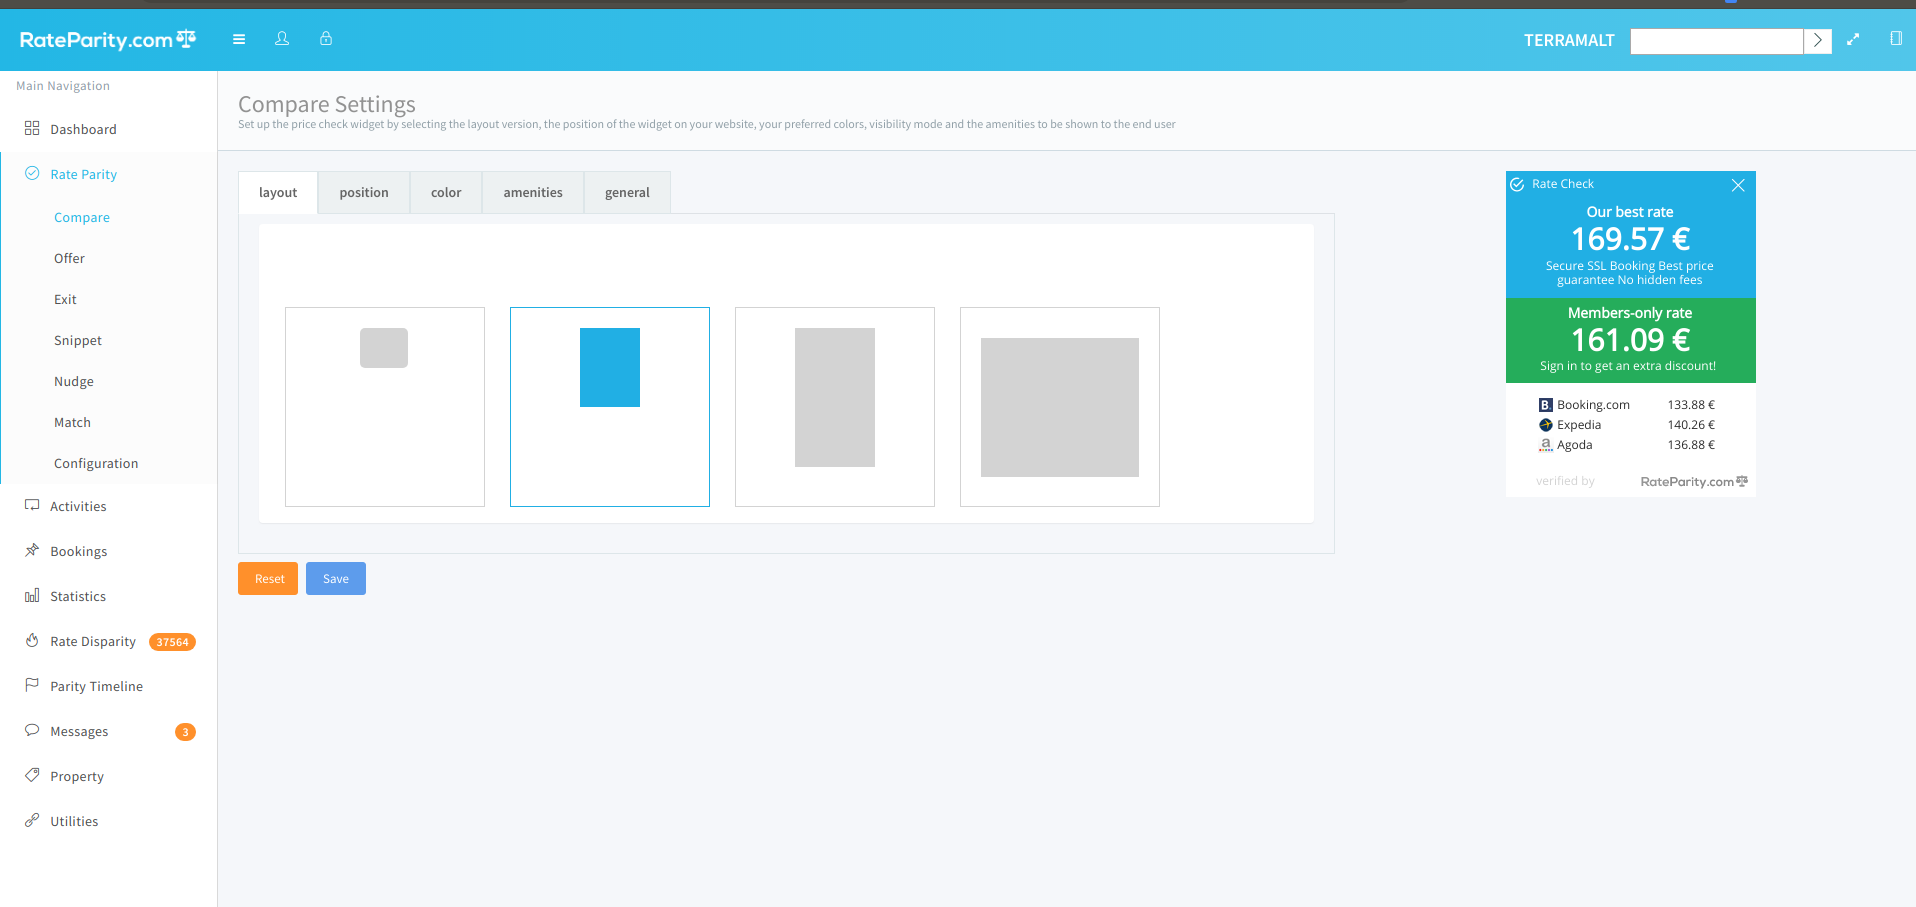 RateParity.com
TERRAMALT
Main Navigation
Dashboard
Rate Parity
Compare
Offer
Exit
Snippet
Nudge
Match
Configuration
Activities
Bookings
Statistics
Rate Disparity 37564
Parity Timeline
Messages 3
Property
Utilities
Compare Settings
Set up the price check widget by selecting the layout version, the position of the widget on your website, your preferred colors, visibility mode and the amenities to be shown to the end user
layout position color amenities general
Reset Save
Rate Check
Our best rate
169.57 €
Secure SSL Booking Best price
guarantee No hidden fees
Members-only rate
161.09 €
Sign in to get an extra discount!
B. Booking.com 133.88 €
Expedia 140.26 €
a Agoda 136.88 €
verified by RateParity.com